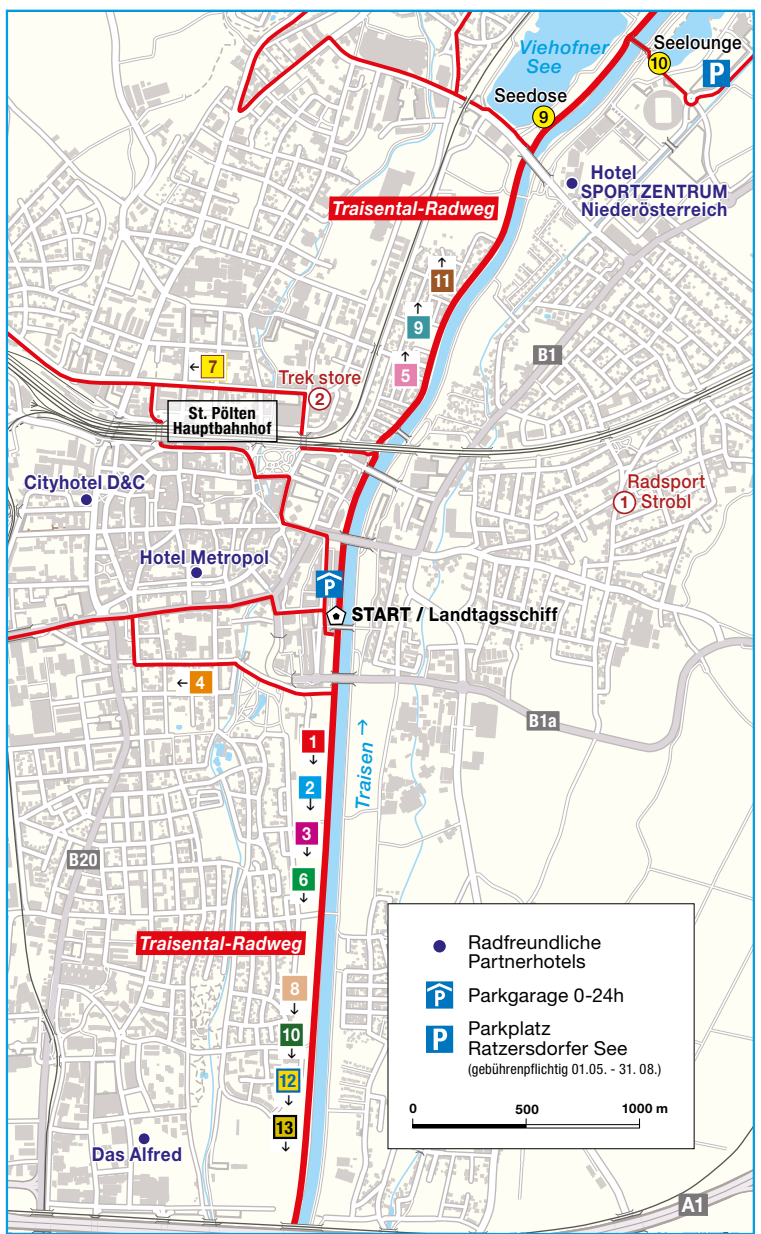 Viehofner
See
Seelounge
10
P
Seedose
9
Hotel
SPORTZENTRUM
Niederösterreich
Traisental-Radweg
↑
11
↑
9
↑
5
B1
← 7
Trek store
2
St. Pölten
Hauptbahnhof
Cityhotel D&C
Radsport
1 Strobl
Hotel Metropol
P
START / Landtagsschiff
← 4
B1a
Traisen →
1
↓
2
↓
3
↓
6
↓
B20
Traisental-Radweg
8
↓
10
↓
12
↓
13
↓
Das Alfred
Radfreundliche
Partnerhotels
P Parkgarage 0-24h
P Parkplatz
Ratzersdorfer See
(gebührenpflichtig 01.05. - 31. 08.)
0 500 1000 m
A1